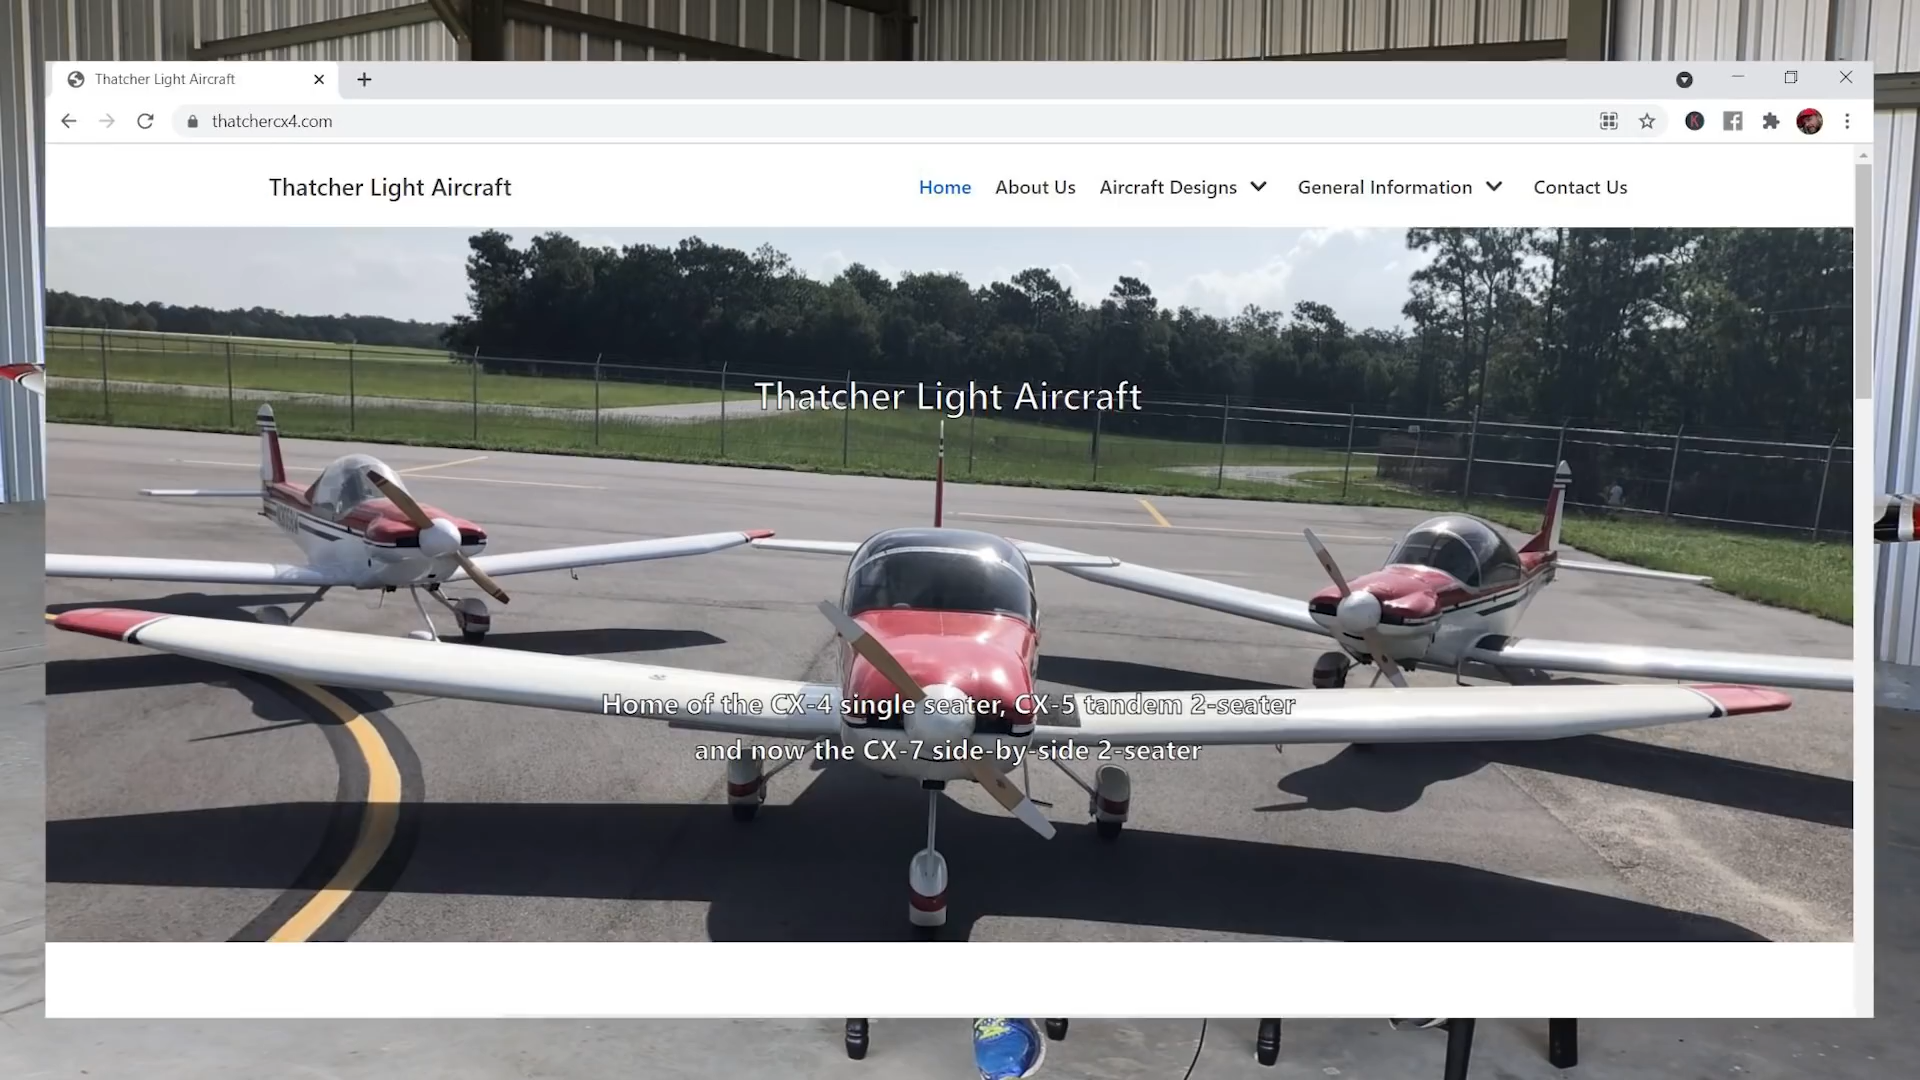 Thatcher Light Aircraft
thatchercx4.com
Thatcher Light Aircraft
Home About Us Aircraft Designs General Information Contact Us
Thatcher Light Aircraft
Home of the CX-4 single seater, CX-5 tandem 2-seater
and now the CX-7 side-by-side 2-seater